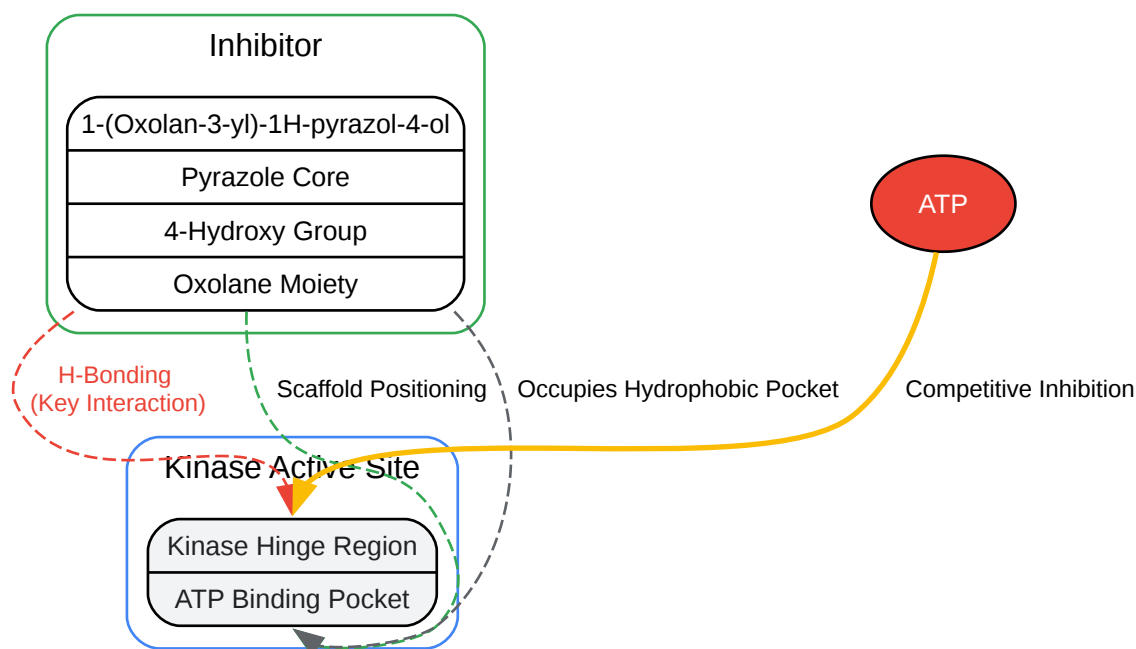 Inhibitor
1-(Oxolan-3-yl)-1H-pyrazol-4-ol
Pyrazole Core
4-Hydroxy Group
Oxolane Moiety
ATP
H-Bonding
(Key Interaction)
Scaffold Positioning
Occupies Hydrophobic Pocket
Competitive Inhibition
Kinase Active Site
Kinase Hinge Region
ATP Binding Pocket